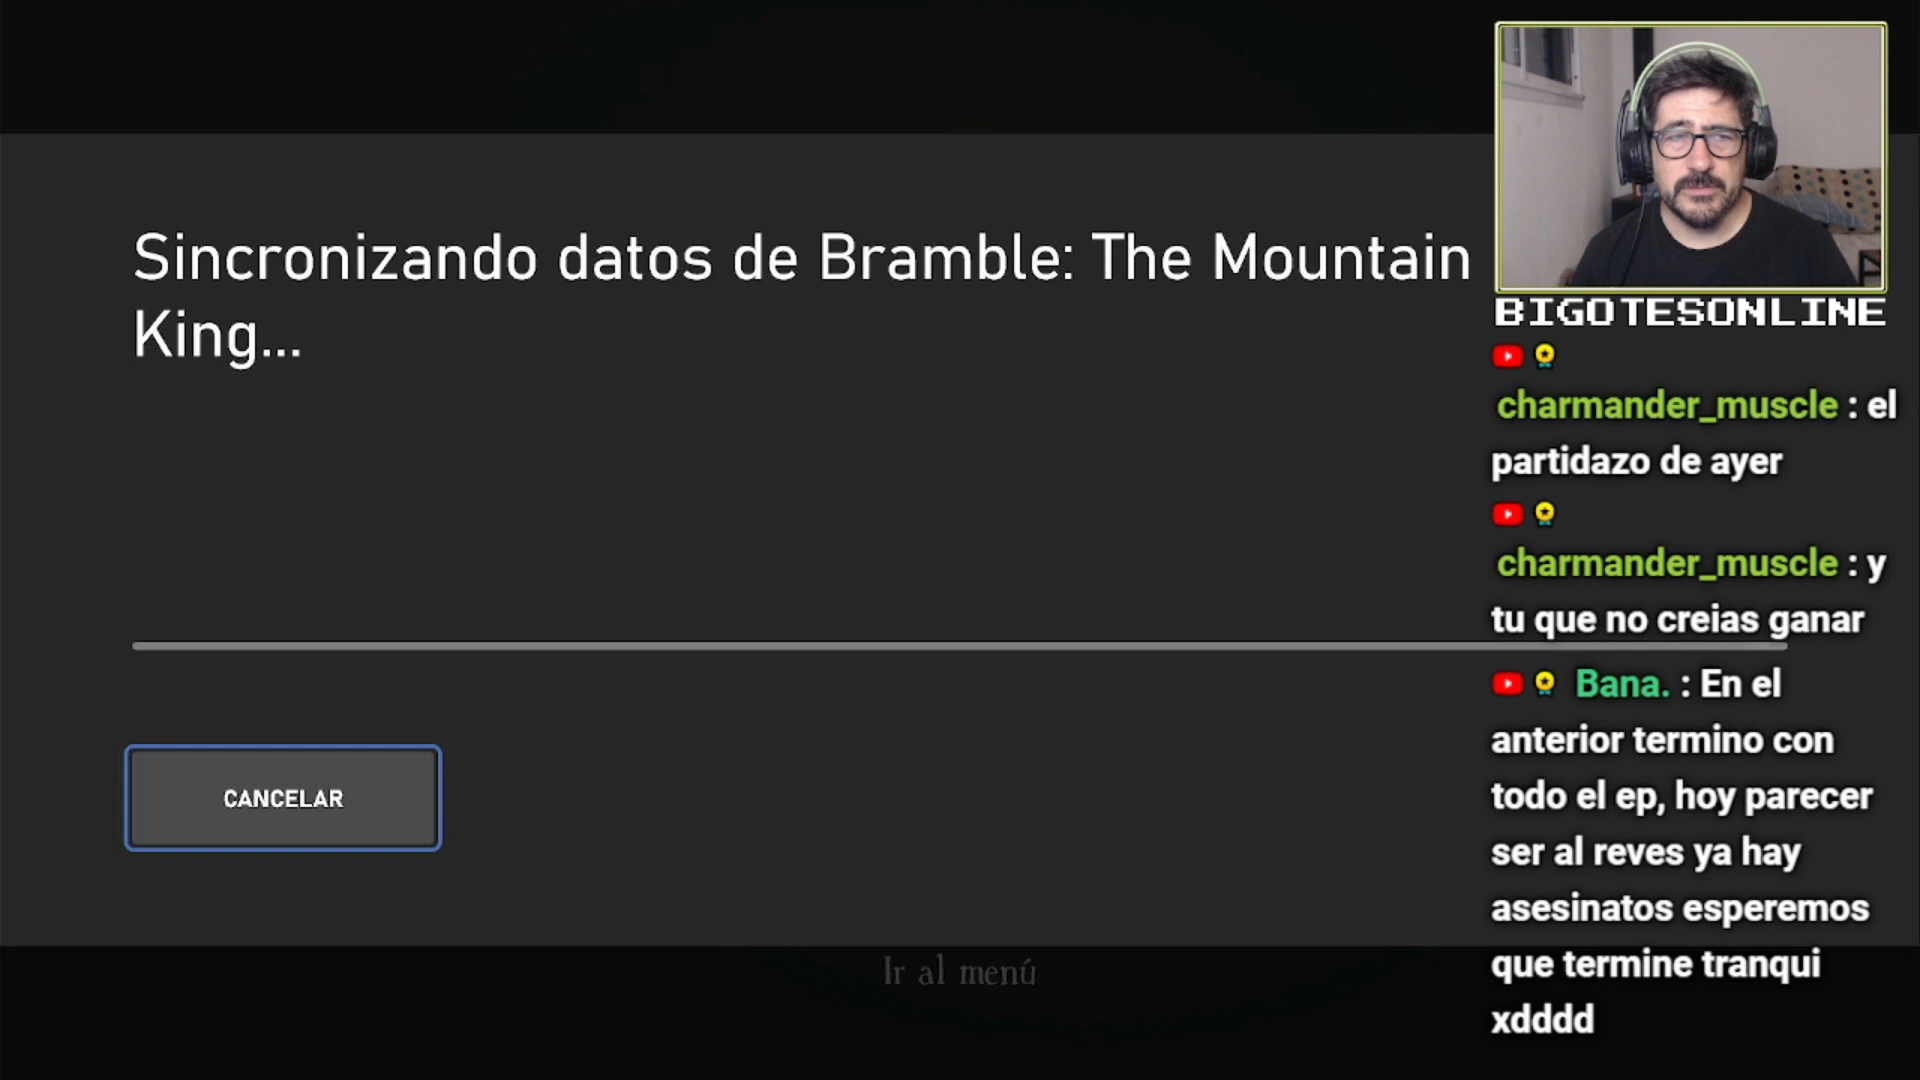 Sincronizando datos de Bramble: The Mountain
King...
CANCELAR
Ir al menú
BIGOTESONLINE
charmander_muscle : el
partidazo de ayer
charmander_muscle : y
tu que no creias ganar
Bana. : En el
anterior termino con
todo el ep, hoy parecer
ser al reves ya hay
asesinatos esperemos
que termine tranqui
xdddd